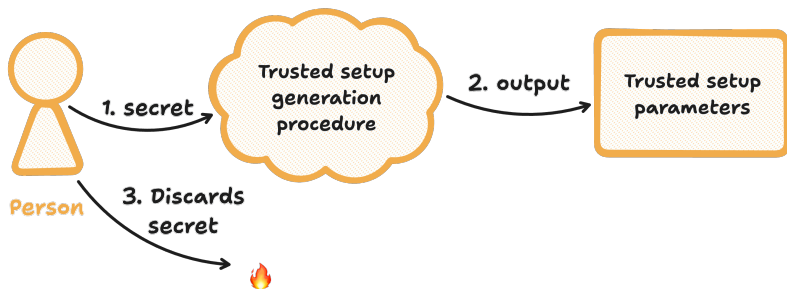 Trusted setup
generation
procedure
1. secret
2. output
Trusted setup
parameters
Person
3. Discards
secret